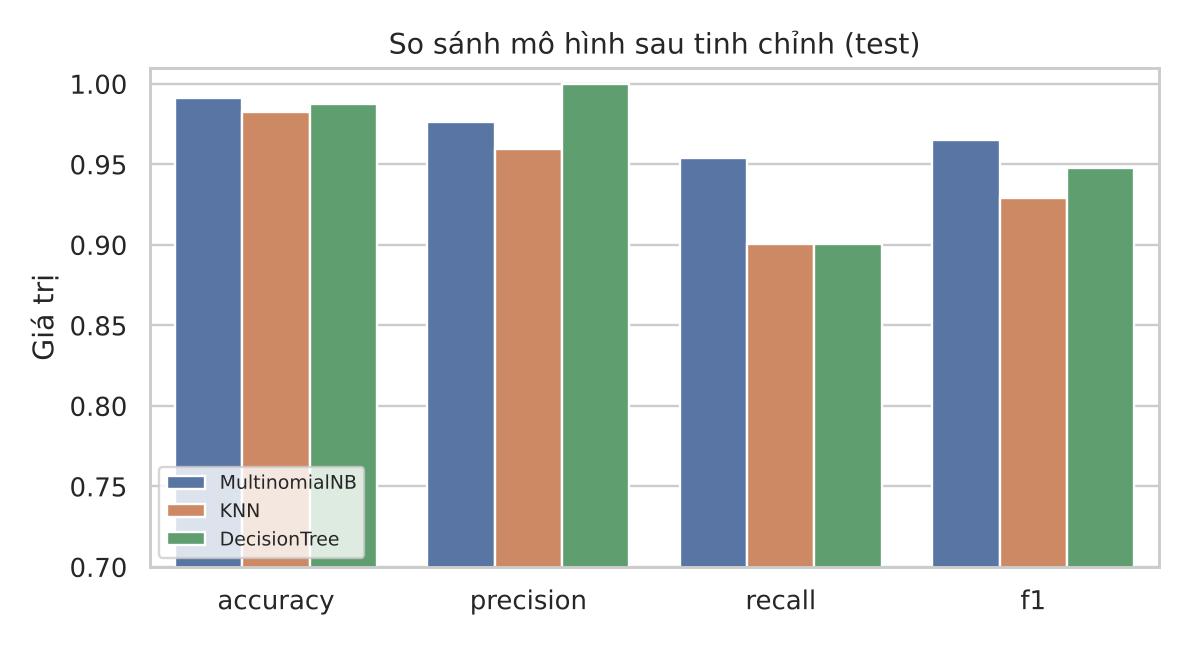 So sánh mô hình sau tinh chỉnh (test)
Giá trị
1.00
0.95
0.90
0.85
0.80
0.75
0.70
MultinomialNB
KNN
DecisionTree
accuracy precision recall f1